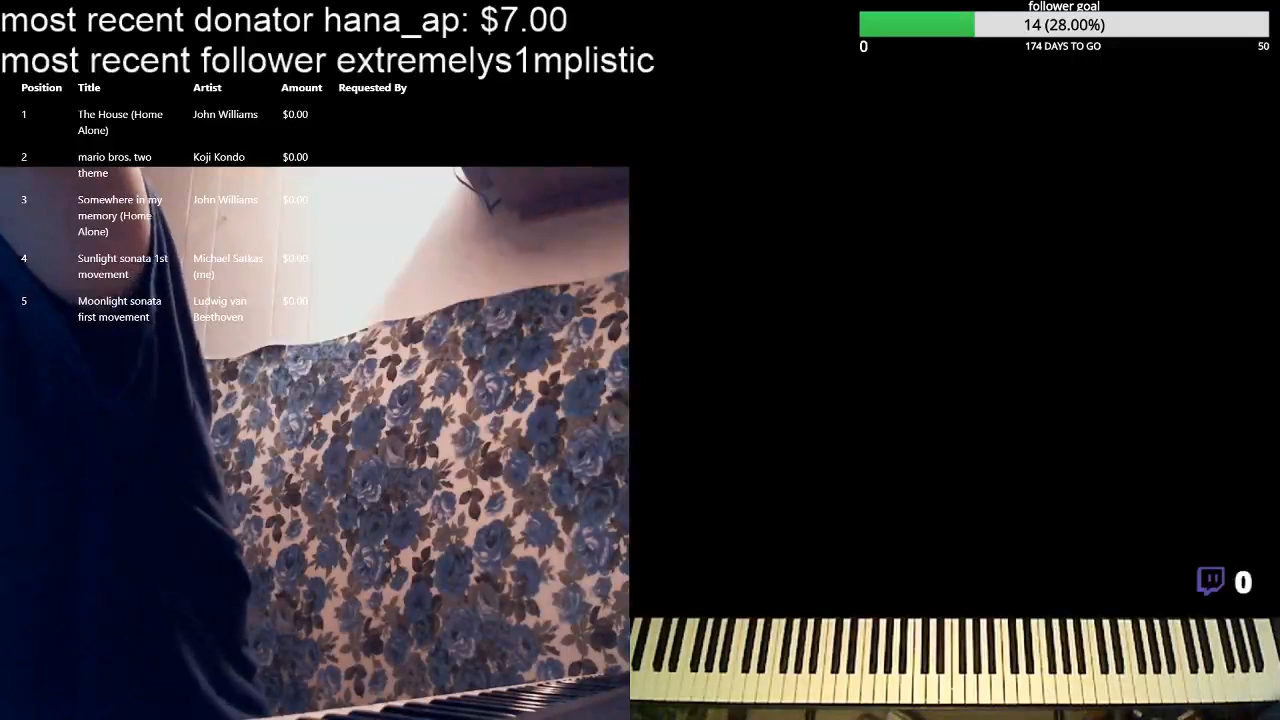 most recent donator hana_ap: $7.00
most recent follower extremelys1mplistic
follower goal
14 (28.00%)
0
174 DAYS TO GO
50
Position Title Artist Amount Requested By
1 The House (Home John Williams $0.00
Alone)
2 mario bros. two Koji Kondo $0.00
theme
3 Somewhere in my John Williams $0.00
memory (Home
Alone)
4 Sunlight sonata 1st Michael Satkas $0.00
movement (me)
5 Moonlight sonata Ludwig van $0.00
first movement Beethoven
0